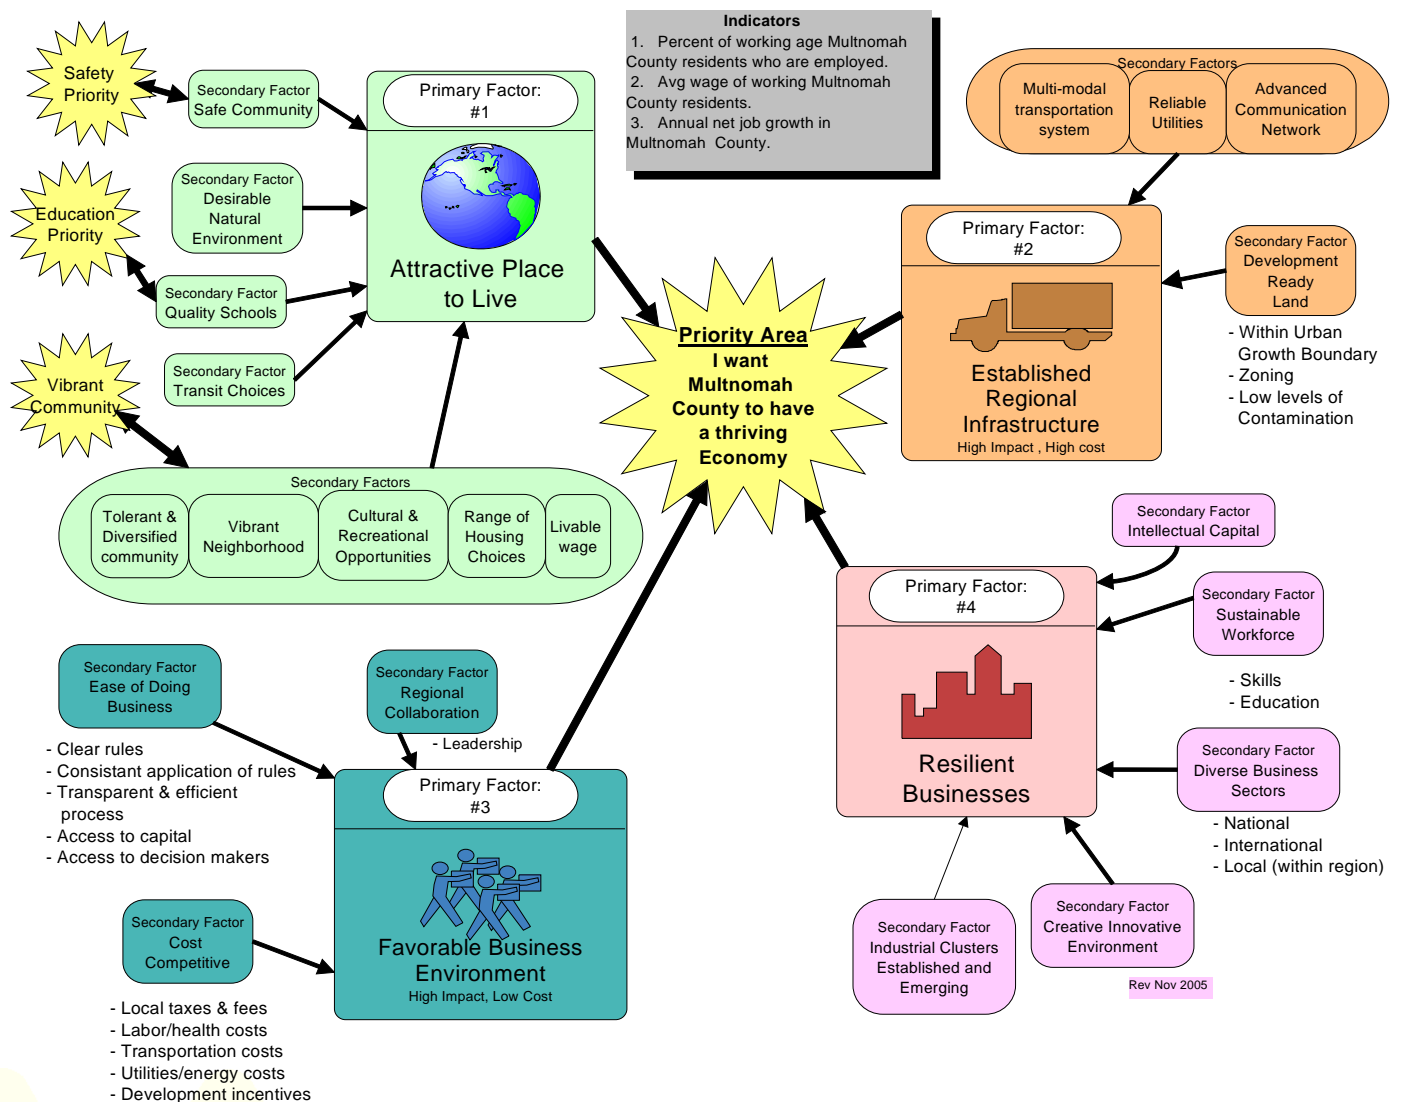 Indicators
1. Percent of working age Multnomah
County residents who are employed.
2. Avg wage of working Multnomah
County residents.
3. Annual net job growth in
Multnomah County.
Safety
Priority
Secondary Factor
Safe Community
Primary Factor:
#1
Attractive Place
to Live
Secondary Factor
Desirable
Natural
Environment
Education
Priority
Secondary Factor
Quality Schools
Secondary Factor
Transit Choices
Vibrant
Community
Secondary Factors
Tolerant &
Diversified
community
Vibrant
Neighborhood
Cultural &
Recreational
Opportunities
Range of
Housing
Choices
Livable
wage
Priority Area
I want
Multnomah
County to have
a thriving
Economy
Secondary Factors
Multi-modal
transportation
system
Reliable
Utilities
Advanced
Communication
Network
Primary Factor:
#2
Established
Regional
Infrastructure
High Impact , High cost
Secondary Factor
Development
Ready
Land
- Within Urban
Growth Boundary
- Zoning
- Low levels of
Contamination
Secondary Factor
Ease of Doing
Business
- Clear rules
- Consistant application of rules
- Transparent & efficient
process
- Access to capital
- Access to decision makers
Secondary Factor
Regional
Collaboration
- Leadership
Primary Factor:
#3
Favorable Business
Environment
High Impact, Low Cost
Secondary Factor
Cost
Competitive
- Local taxes & fees
- Labor/health costs
- Transportation costs
- Utilities/energy costs
- Development incentives
Primary Factor:
#4
Resilient
Businesses
Secondary Factor
Intellectual Capital
Secondary Factor
Sustainable
Workforce
- Skills
- Education
Secondary Factor
Diverse Business
Sectors
- National
- International
- Local (within region)
Secondary Factor
Creative Innovative
Environment
Secondary Factor
Industrial Clusters
Established and
Emerging
Rev Nov 2005